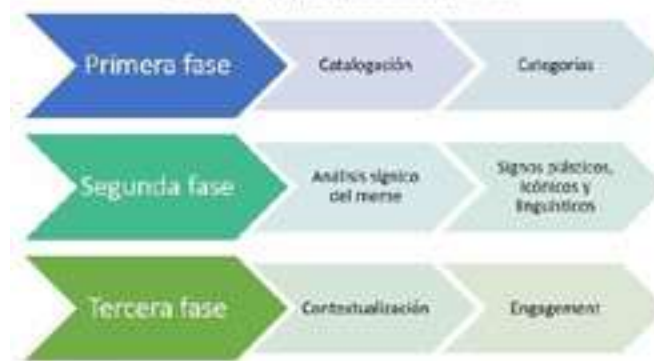 Primera fase
Catalogación
Categorías
Segunda fase
Análisis sígnico
del meme
Signos plásticos,
icónicos y
lingüísticos
Tercera fase
Contextualización
Engagement